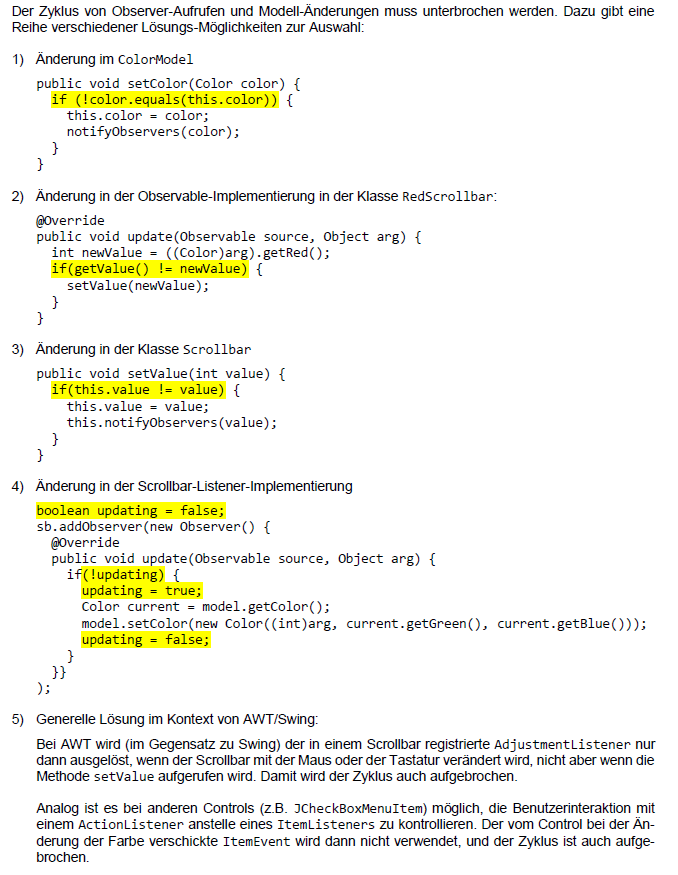 Der Zyklus von Observer-Aufrufen und Modell-Änderungen muss unterbrochen werden. Dazu gibt eine
Reihe verschiedener Lösungs-Möglichkeiten zur Auswahl:
1) Änderung im ColorModel
public void setColor(Color color) {
if (!color.equals(this.color)) {
this.color = color;
notifyObservers(color);
}
}
2) Änderung in der Observable-Implementierung in der Klasse RedScrollbar:
@Override
public void update(Observable source, Object arg) {
int newValue = ((Color)arg).getRed();
if(getValue() != newValue) {
setValue(newValue);
}
}
3) Änderung in der Klasse Scrollbar
public void setValue(int value) {
if(this.value != value) {
this.value = value;
this.notifyObservers(value);
}
}
4) Änderung in der Scrollbar-Listener-Implementierung
boolean updating = false;
sb.addObserver(new Observer() {
@Override
public void update(Observable source, Object arg) {
if(!updating) {
updating = true;
Color current = model.getColor();
model.setColor(new Color((int)arg, current.getGreen(), current.getBlue()));
updating = false;
}
}}
);
5) Generelle Lösung im Kontext von AWT/Swing:
Bei AWT wird (im Gegensatz zu Swing) der in einem Scrollbar registrierte AdjustmentListener nur
dann ausgelöst, wenn der Scrollbar mit der Maus oder der Tastatur verändert wird, nicht aber wenn die
Methode setValue aufgerufen wird. Damit wird der Zyklus auch aufgebrochen.
Analog ist es bei anderen Controls (z.B. JCheckBoxMenuItem) möglich, die Benutzerinteraktion mit
einem ActionListener anstelle eines ItemListeners zu kontrollieren. Der vom Control bei der Än-
derung der Farbe verschickte ItemEvent wird dann nicht verwendet, und der Zyklus ist auch aufge-
brochen.